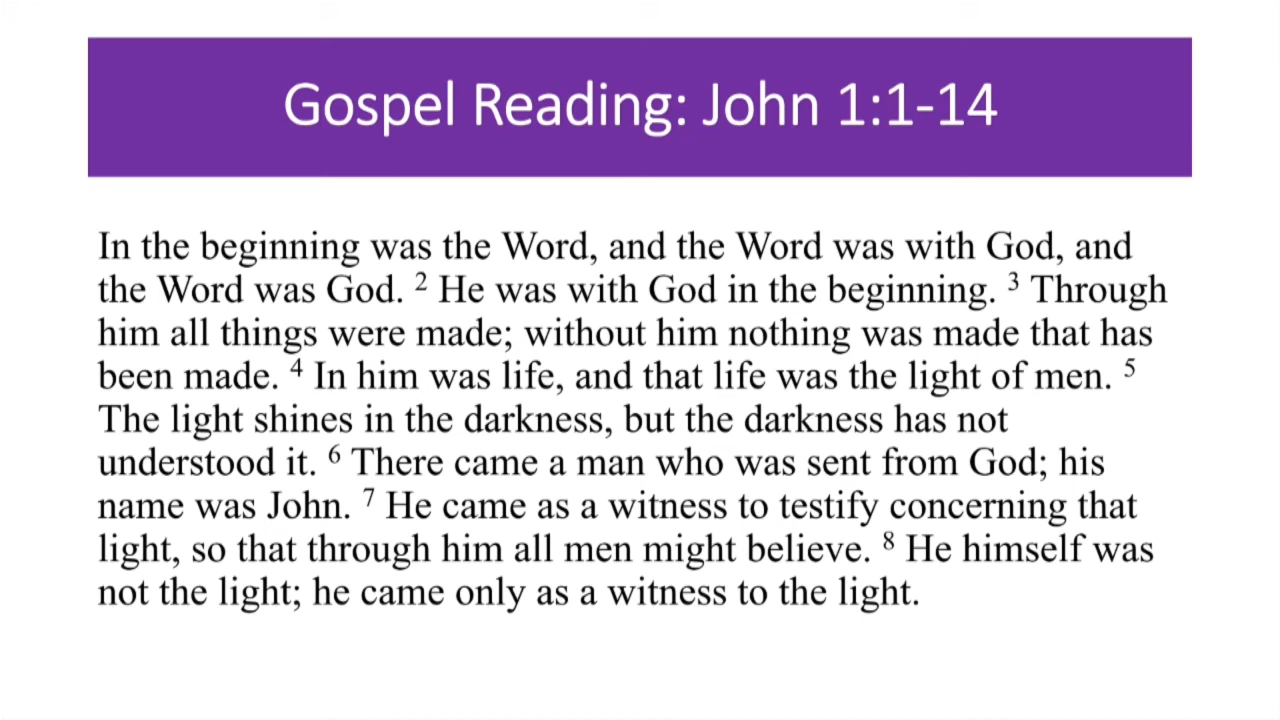 Gospel Reading: John 1:1-14
In the beginning was the Word, and the Word was with God, and
the Word was God. ² He was with God in the beginning. ³ Through
him all things were made; without him nothing was made that has
been made. ⁴ In him was life, and that life was the light of men. ⁵
The light shines in the darkness, but the darkness has not
understood it. ⁶ There came a man who was sent from God; his
name was John. ⁷ He came as a witness to testify concerning that
light, so that through him all men might believe. ⁸ He himself was
not the light; he came only as a witness to the light.